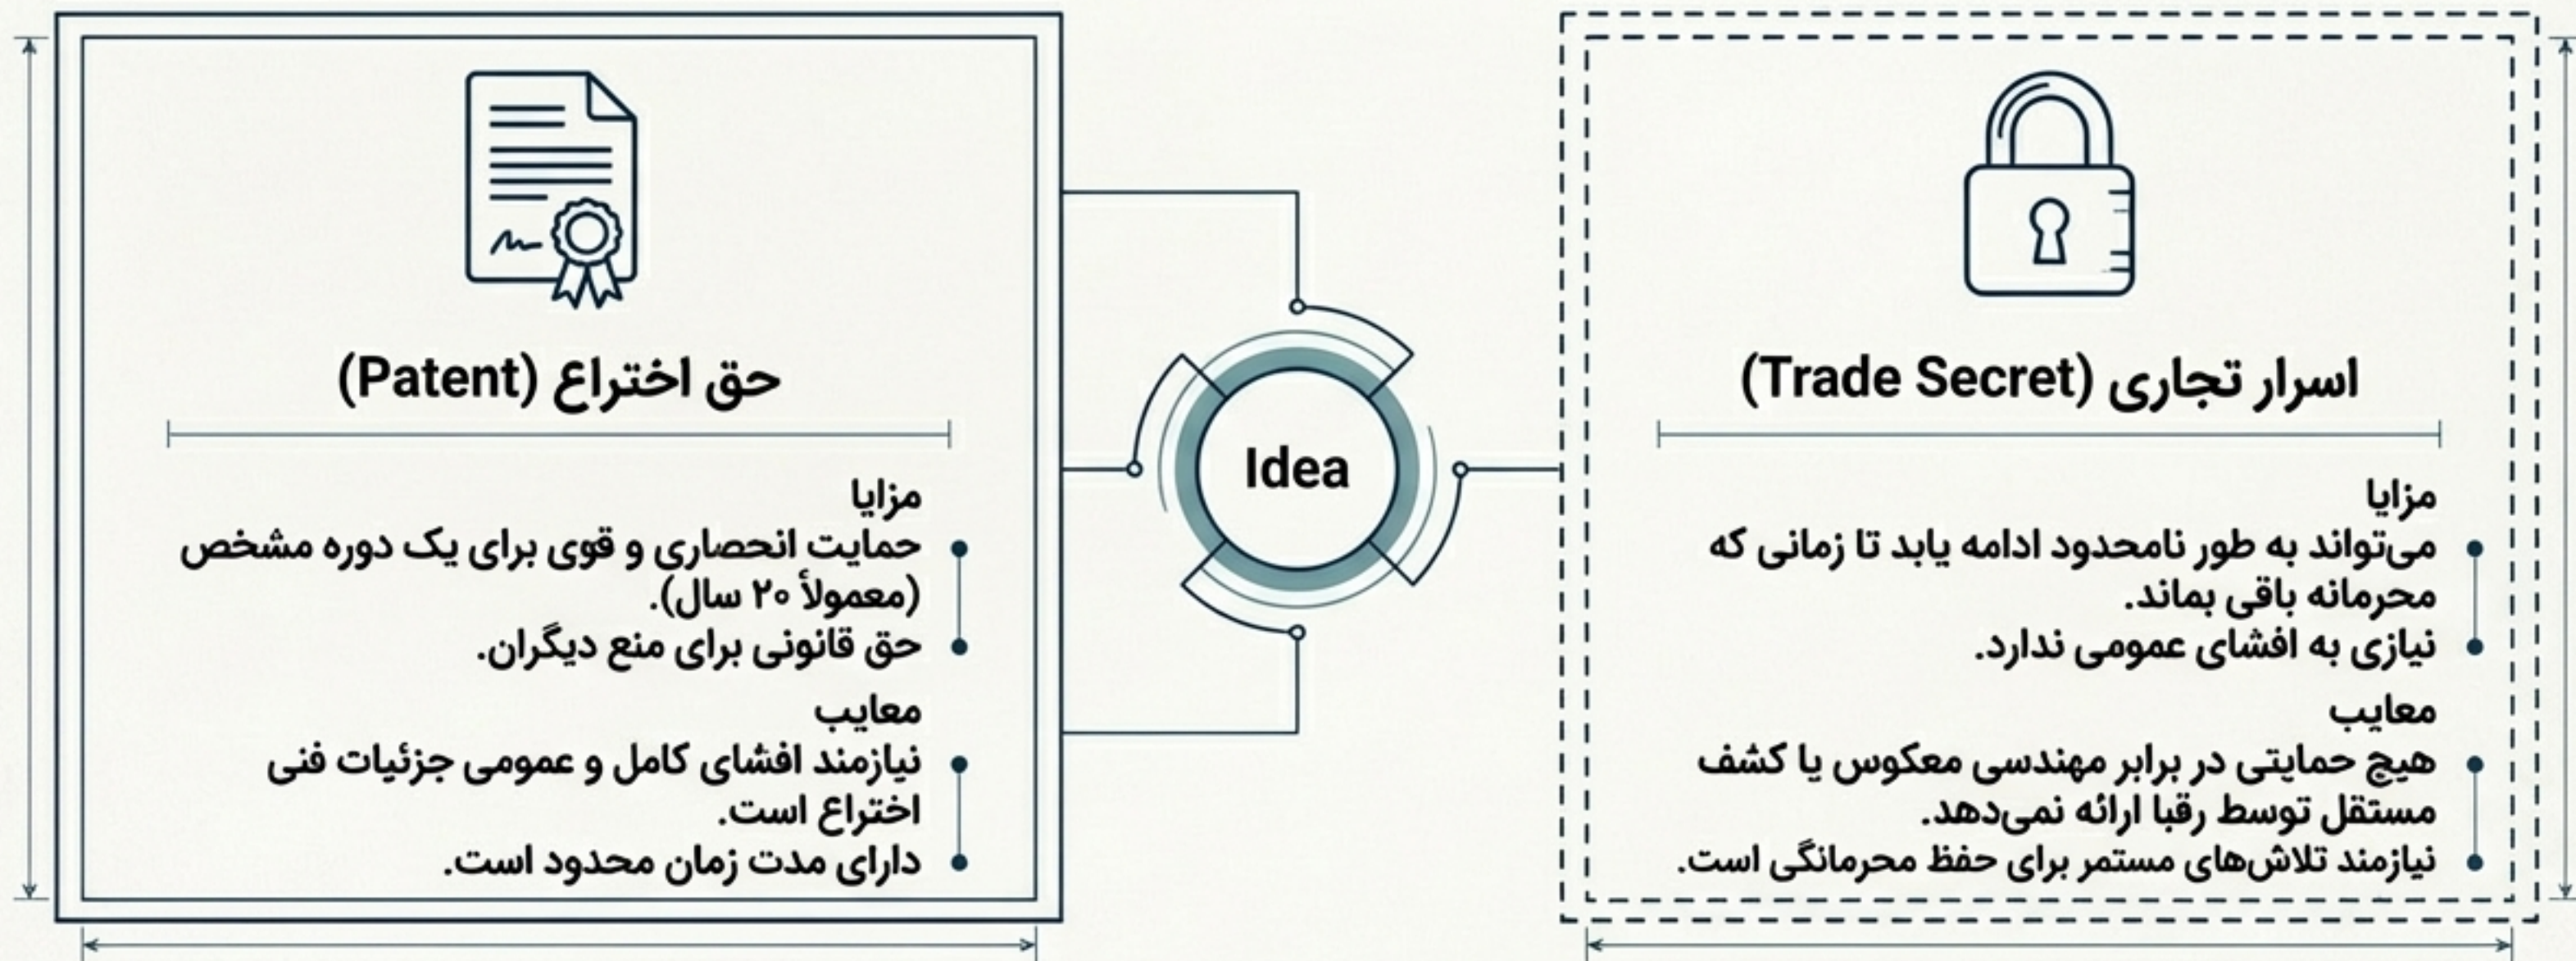 اسرار تجاری (Trade Secret)
مزایا
می‌تواند به طور نامحدود ادامه یابد تا زمانی که
محرمانه باقی بماند.
نیازی به افشای عمومی ندارد.
معایب
هیچ حمایتی در برابر مهندسی معکوس یا کشف
مستقل توسط رقبا ارائه نمی‌دهد.
نیازمند تلاش‌های مستمر برای حفظ محرمانگی است.
Idea
حق اختراع (Patent)
مزایا
حمایت انحصاری و قوی برای یک دوره مشخص
(معمولاً ۲۰ سال).
حق قانونی برای منع دیگران.
معایب
نیازمند افشای کامل و عمومی جزئیات فنی
اختراع است.
دارای مدت زمان محدود است.